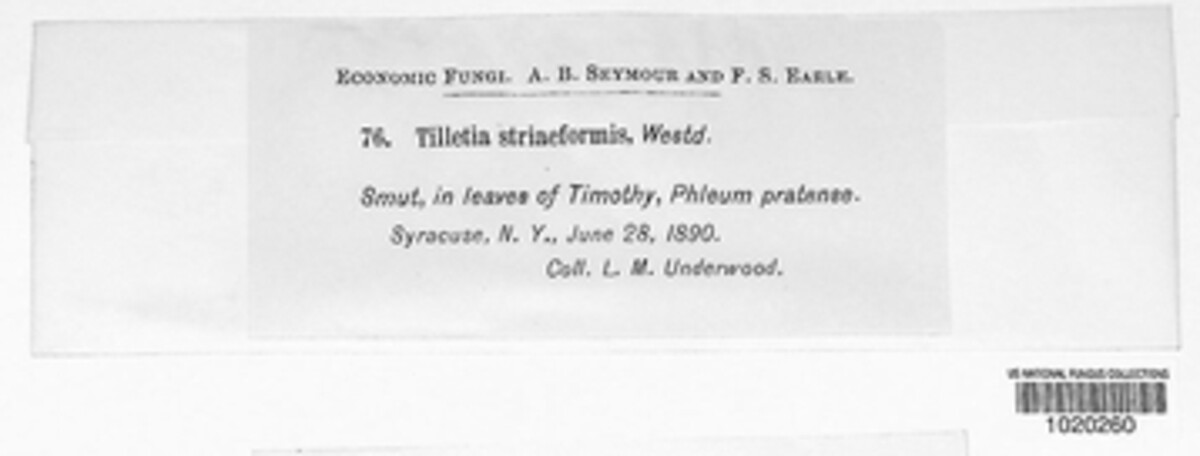 Economic Fungi. A. B. Seymour and F. S. Earle.
76. Tilletia striaeformis, Westd.
Smut, in leaves of Timothy, Phleum pratense.
Syracuse, N. Y., June 28, 1890.
Coll. L. M. Underwood.
US NATIONAL FUNGUS COLLECTIONS
1020260